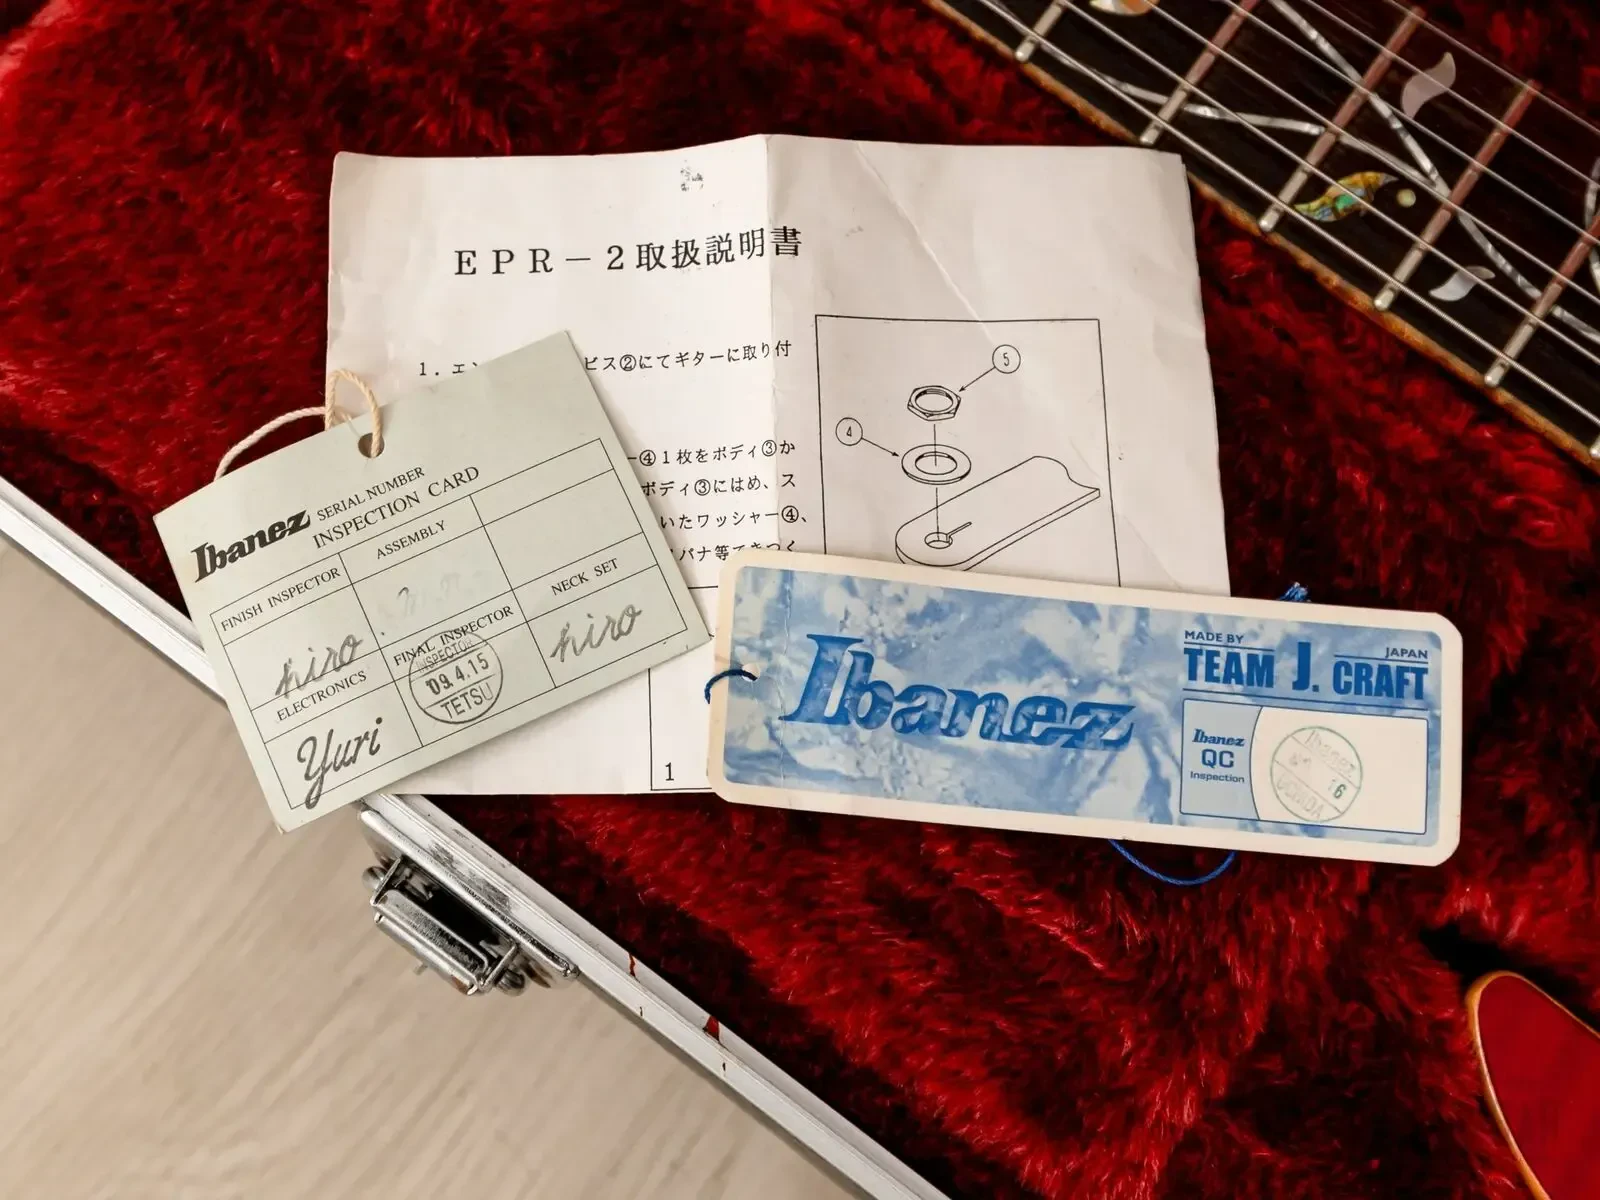 EPR－2取扱説明書
1．エン
ビス②にてギターに取り付
ー④1枚をボディ③か
ボディ③にはめ、ス
いたワッシャー④、
パナ等できつく
⑤
④
1
Ibanez SERIAL NUMBER
INSPECTION CARD
FINISH INSPECTOR
ASSEMBLY
hiro
FINAL INSPECTOR
NECK SET
hiro
ELECTRONICS
Yuri
INSPECTOR
'09.4.15
TETSU
Ibanez
MADE BY
JAPAN
TEAM J. CRAFT
Ibanez
QC
Inspection
Ibanez
16
UCHIDA